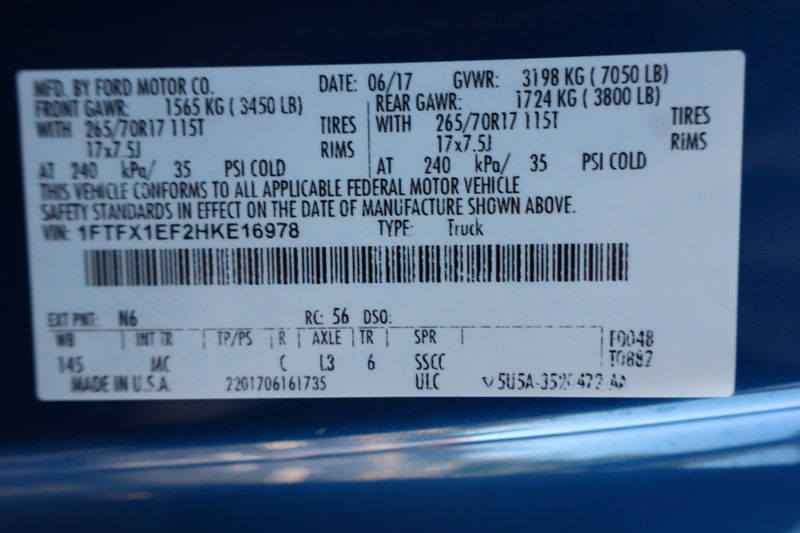 MFD. BY FORD MOTOR CO. DATE: 06/17 GVWR: 3198 KG ( 7050 LB)
FRONT GAWR: 1565 KG ( 3450 LB) REAR GAWR: 1724 KG ( 3800 LB)
WITH 265/70R17 115T TIRES WITH 265/70R17 115T TIRES
17x7.5J RIMS 17x7.5J RIMS
AT 240 kPa/ 35 PSI COLD AT 240 kPa/ 35 PSI COLD
THIS VEHICLE CONFORMS TO ALL APPLICABLE FEDERAL MOTOR VEHICLE
SAFETY STANDARDS IN EFFECT ON THE DATE OF MANUFACTURE SHOWN ABOVE.
VIN: 1FTFX1EF2HKE16978 TYPE: Truck
EXT PNT: N6 RC: 56 DSO:
WB INT TR TP/PS R AXLE TR SPR F0048
145 MC C L3 6 SSCC T0882
MADE IN U.S.A. 2201706161735 ULC